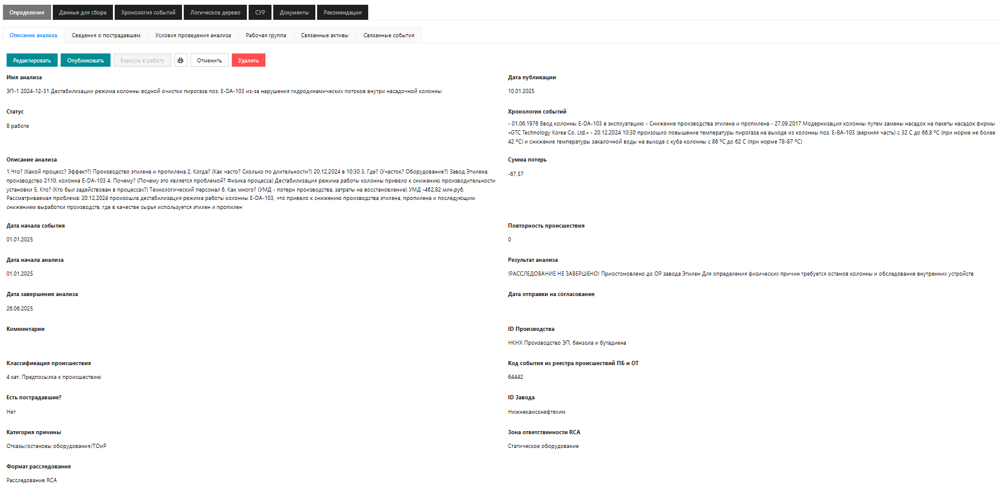 Определение Данные для сбора Хронология событий Логическое дерево СУР Документы Рекомендации
Описание анализа Сведения о пострадавшем Условия проведения анализа Рабочая группа Связанные активы Связанные события
Редактировать Опубликовать Вернуть в работу Отменить Удалить
Имя анализа
ЭП-1 2024-12-31 Дестабилизации режима колонны водной очистки пирогаза поз. Е-DA-103 из-за нарушения гидродинамических потоков внутри насадочной колонны
Дата публикации
10.01.2025
Статус
В работе
Хронология событий
- 01.06.1976 Ввод колонны Е-DA-103 в эксплуатацию - Снижение производства этилена и пропилена - 27.09.2017 Модернизация колонны путем замены насадок на пакеты насадок фирмы
«GTC Technology Korea Co. Ltd.» - 20.12.2024 10:30 произошло повышение температуры пирогаза на выходе из колонны поз. Е-ВА-103 (верхняя часть) с 32 С до 66,8 ºС (при норме не более
42 ºС) и снижение температуры закалочной воды на выходе с куба колонны с 86 ºС до 62 С (при норме 78-87 ºС)
Описание анализа
1.Что? (Какой процесс? Эффект?) Производство этилена и пропилена 2. Когда? (Как часто? Сколько по длительности?) 20.12.2024 в 10:30 3. Где? (Участок? Оборудование?) Завод Этилена,
производство 2110, колонна Е-DA-103 4. Почему? (Почему это является проблемой? Физика процесса) Дестабилизация режима работы колонны привело к снижению производительности
установки 5. Кто? (Кто был задействован в процессах?) Технологический персонал 6. Как много? (УМД - потери производства, затраты на восстановление) УМД -462,82 млн.руб.
Рассматриваемая проблема: 20.12.2024 произошла дестабилизация режима работы колонны Е-DA-103, что привело к снижению производства этилена, пропилена и последующим
снижением выработки производств, где в качестве сырья используется этилен и пропилен
Сумма потерь
-67,57
Дата начала события
01.01.2025
Повторность происшествия
0
Дата начала анализа
01.01.2025
Результат анализа
!РАССЛЕДОВАНИЕ НЕ ЗАВЕРШЕНО! Приостоновлено до ОР завода Этилен Для определения физических причин требуется останов колонны и обследование внутренних устройств
Дата завершения анализа
26.06.2025
Дата отправки на согласование
Комментарии
ID Производства
НКНХ Производство ЭП, бензола и бутадиена
Классификация происшествия
4 кат. Предпосылка к происшествию
Код события из реестра происшествий ПБ и ОТ
64442
Есть пострадавшие?
Нет
ID Завода
Нижнекамскнефтехим
Категория причины
Отказы/остановы оборудования/ТОиР
Зона ответственности RCA
Статическое оборудование
Формат расследования
Расследование RCA